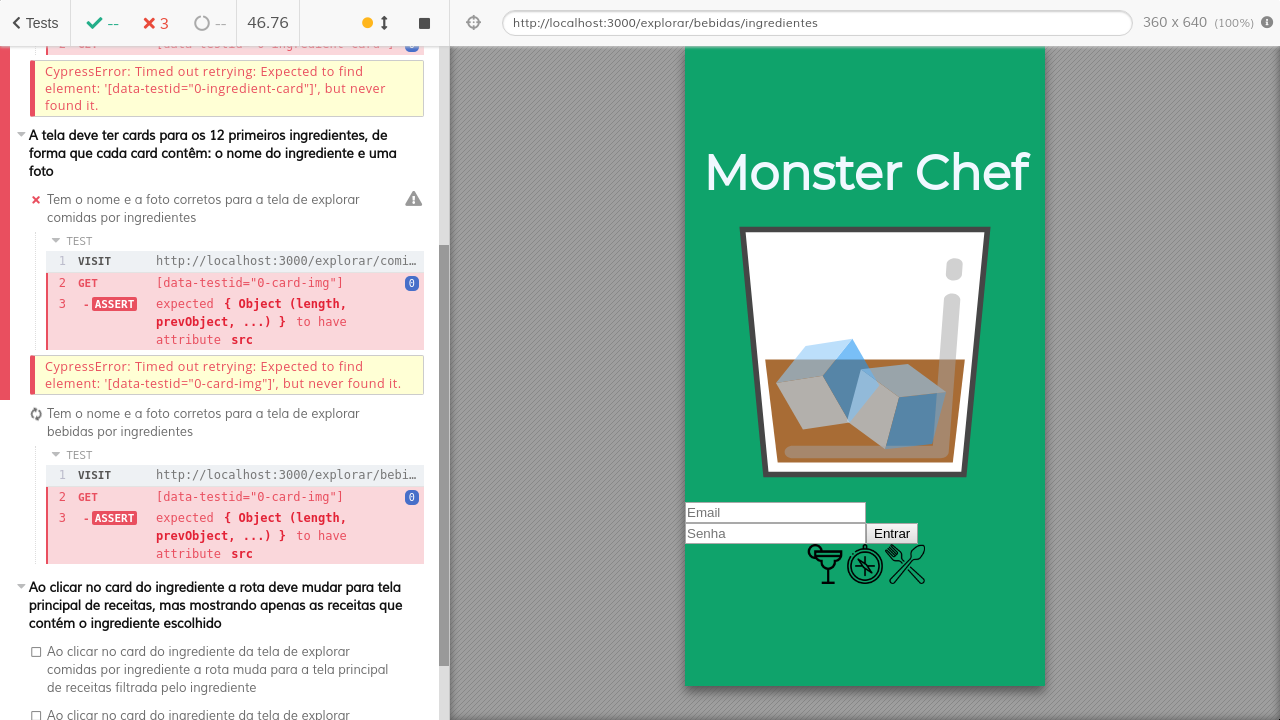 Tests
--
3
--
46.76
http://localhost:3000/explorar/bebidas/ingredientes
360 x 640 (100%)
2 GET [data-testid="0-ingredient-card"] 0
CypressError: Timed out retrying: Expected to find
element: '[data-testid="0-ingredient-card"]', but never
found it.
A tela deve ter cards para os 12 primeiros ingredientes, de
forma que cada card contêm: o nome do ingrediente e uma
foto
Tem o nome e a foto corretos para a tela de explorar
comidas por ingredientes
TEST
1 VISIT http://localhost:3000/explorar/comi…
2 GET [data-testid="0-card-img"] 0
3 - ASSERT expected { Object (length,
prevObject, ...) } to have
attribute src
CypressError: Timed out retrying: Expected to find
element: '[data-testid="0-card-img"]', but never found it.
Tem o nome e a foto corretos para a tela de explorar
bebidas por ingredientes
TEST
1 VISIT http://localhost:3000/explorar/bebi…
2 GET [data-testid="0-card-img"] 0
3 - ASSERT expected { Object (length,
prevObject, ...) } to have
attribute src
Ao clicar no card do ingrediente a rota deve mudar para tela
principal de receitas, mas mostrando apenas as receitas que
contém o ingrediente escolhido
Ao clicar no card do ingrediente da tela de explorar
comidas por ingrediente a rota muda para a tela principal
de receitas filtrada pelo ingrediente
Ao clicar no card do ingrediente da tela de explorar
Monster Chef
Email
Senha
Entrar